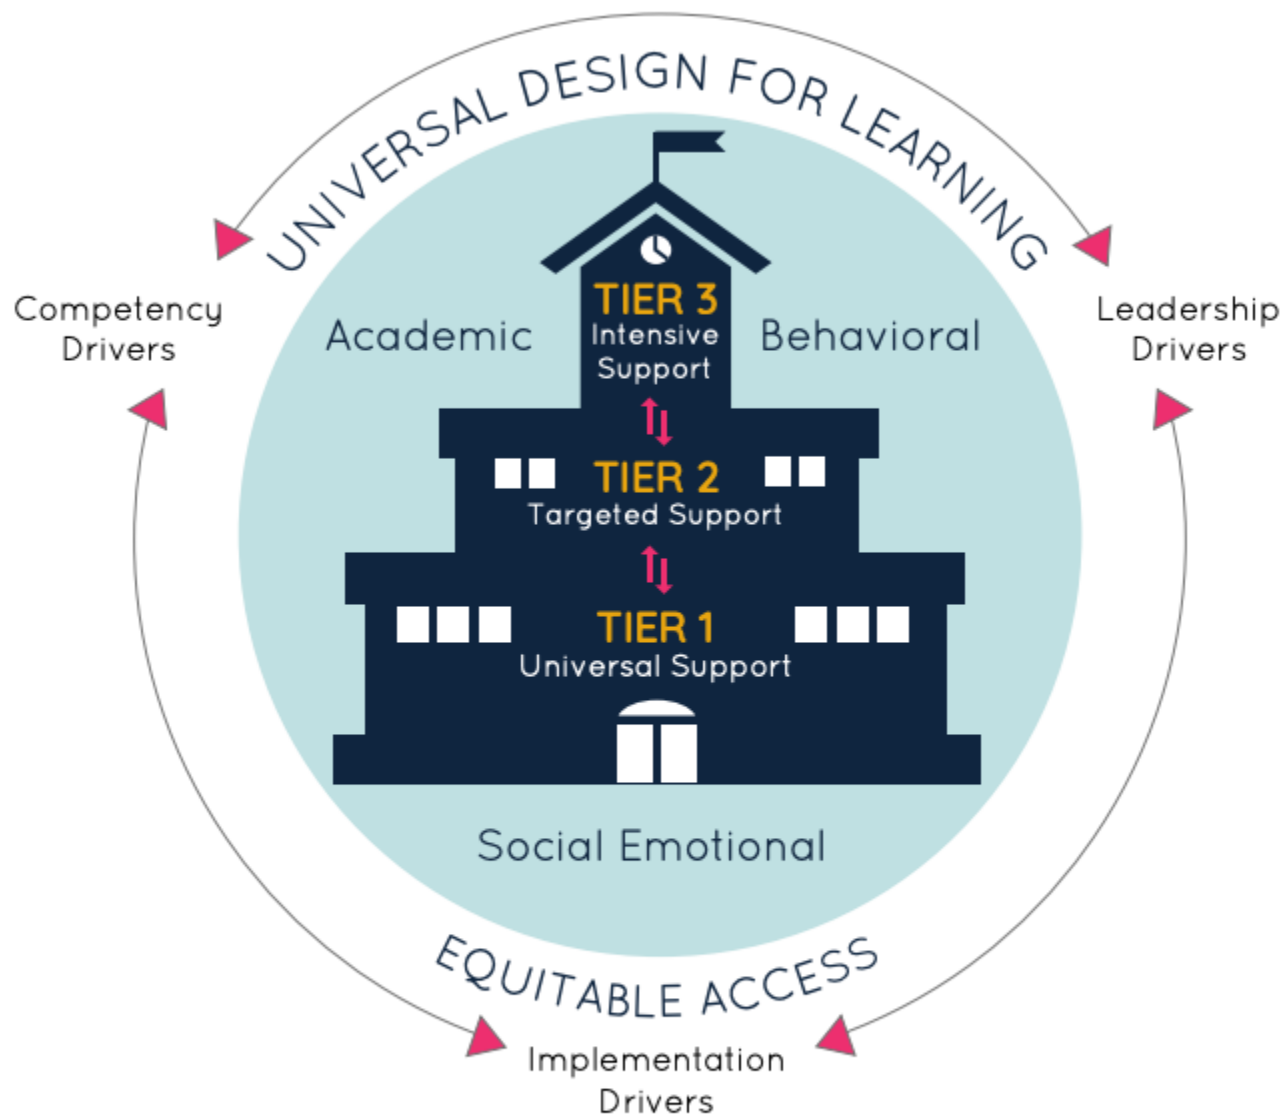 UNIVERSAL DESIGN FOR LEARNING
Competency
Drivers
Leadership
Drivers
Academic
Behavioral
TIER 3
Intensive
Support
TIER 2
Targeted Support
TIER 1
Universal Support
Social Emotional
EQUITABLE ACCESS
Implementation
Drivers